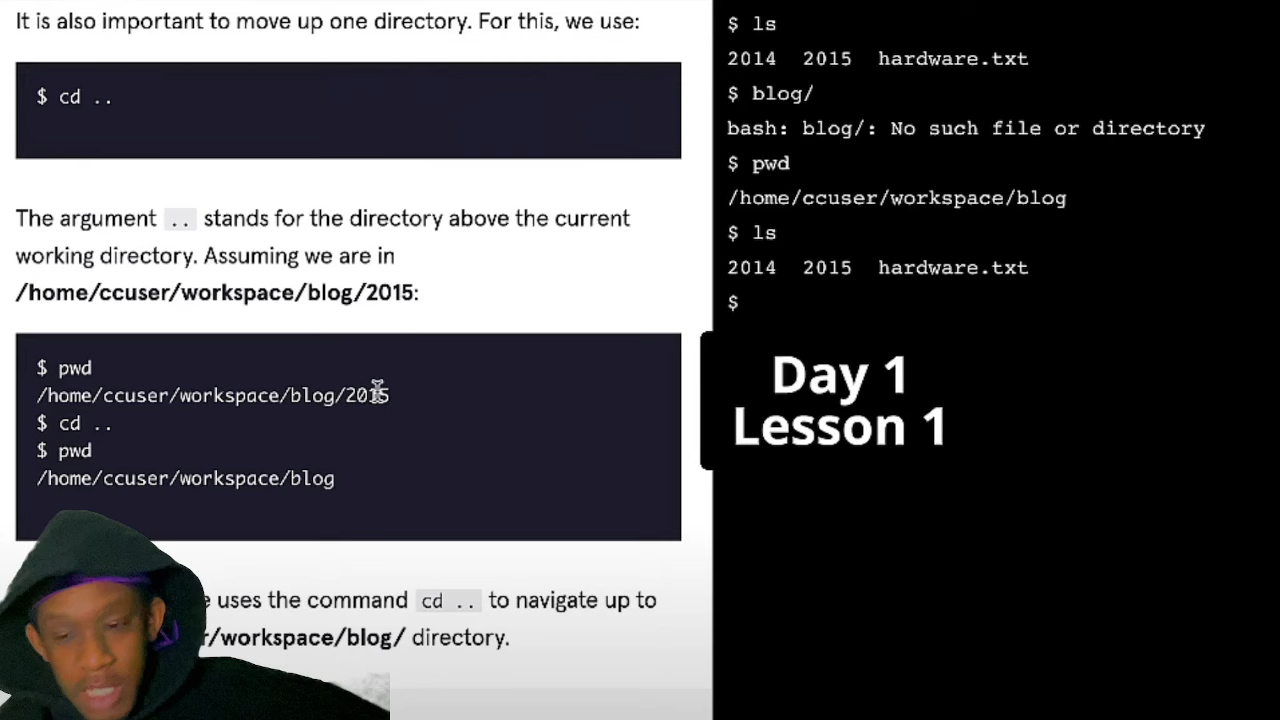 It is also important to move up one directory. For this, we use:
$ cd ..
The argument .. stands for the directory above the current
working directory. Assuming we are in
/home/ccuser/workspace/blog/2015:
$ pwd
/home/ccuser/workspace/blog/2015
$ cd ..
$ pwd
/home/ccuser/workspace/blog
uses the command cd .. to navigate up to
/workspace/blog/ directory.
$ ls
2014 2015 hardware.txt
$ blog/
bash: blog/: No such file or directory
$ pwd
/home/ccuser/workspace/blog
$ ls
2014 2015 hardware.txt
$
Day 1
Lesson 1